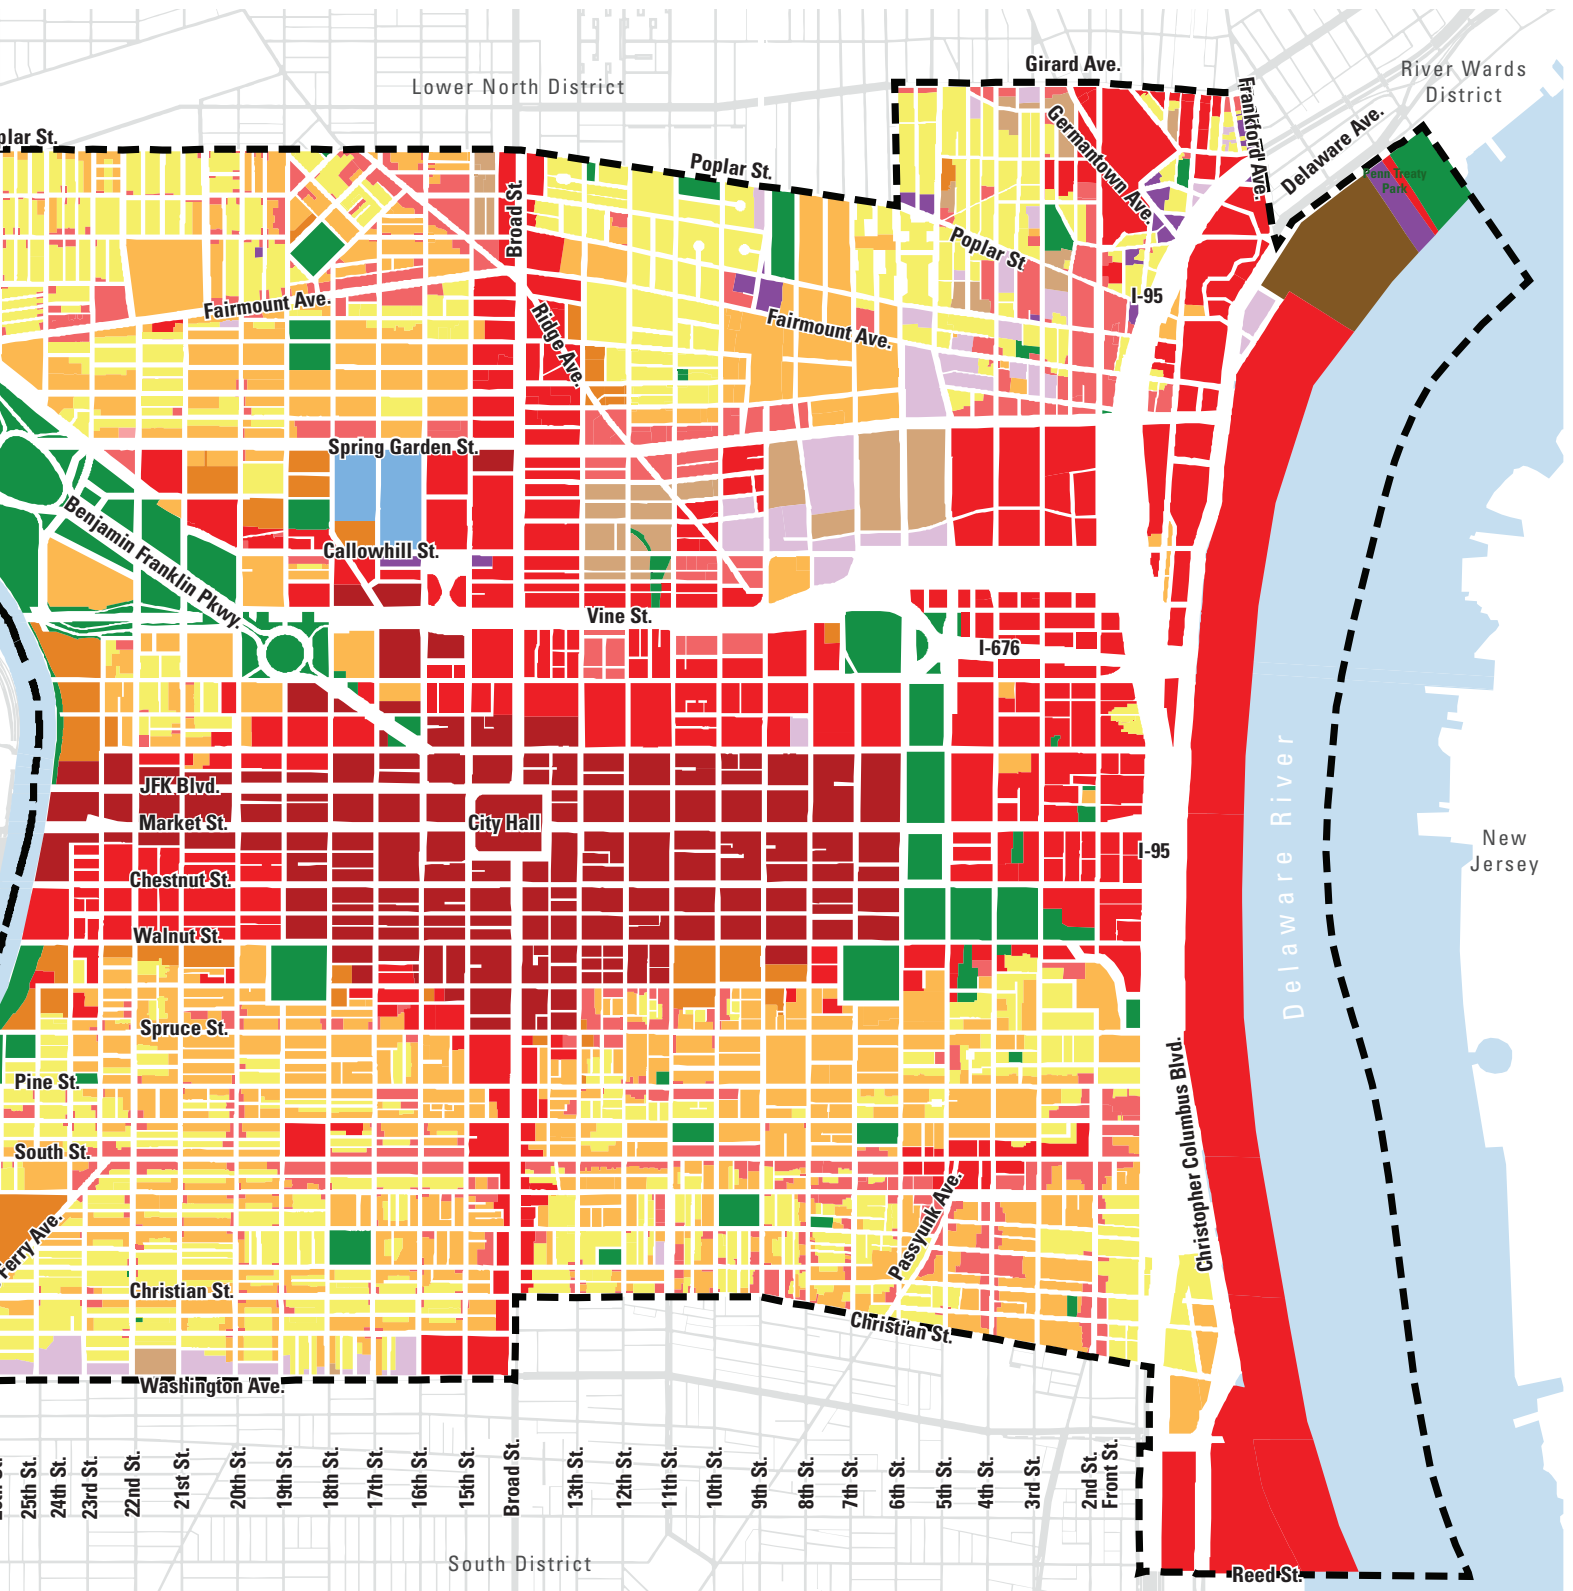 Girard Ave.
River Wards
District
Lower North District
Frankford Ave.
Delaware Ave.
Germantown Ave.
plar St.
Poplar St.
Penn Treaty
Park
Broad St.
Poplar St
I-95
Fairmount Ave.
Ridge Ave.
Fairmount Ave.
Spring Garden St.
Benjamin Franklin Pkwy.
Callowhill St.
Vine St.
I-676
JFK Blvd.
Market St.
City Hall
Delaware River
New
Jersey
I-95
Chestnut St.
Walnut St.
Spruce St.
Pine St.
Christopher Columbus Blvd.
South St.
Passyunk Ave.
Ferry Ave.
Christian St.
Christian St.
Washington Ave.
25th St.
24th St.
23rd St.
22nd St.
21st St.
20th St.
19th St.
18th St.
17th St.
16th St.
15th St.
Broad St.
13th St.
12th St.
11th St.
10th St.
9th St.
8th St.
7th St.
6th St.
5th St.
4th St.
3rd St.
2nd St.
Front St.
South District
Reed St.